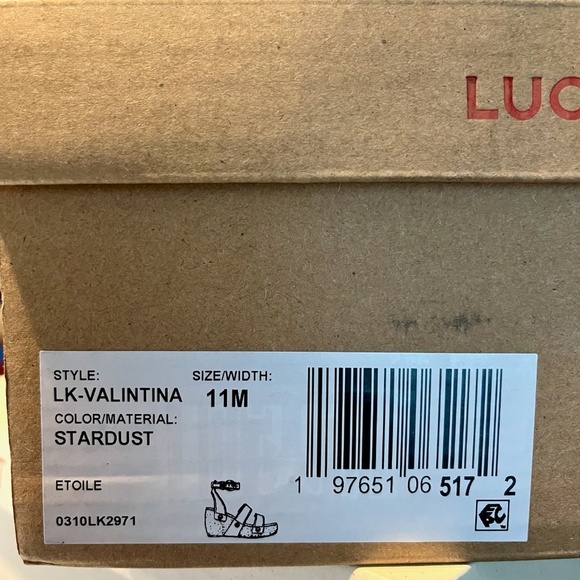 LUC
STYLE: SIZE/WIDTH:
LK-VALINTINA 11M
COLOR/MATERIAL:
STARDUST
ETOILE
0310LK2971
1 97651 06 517 2